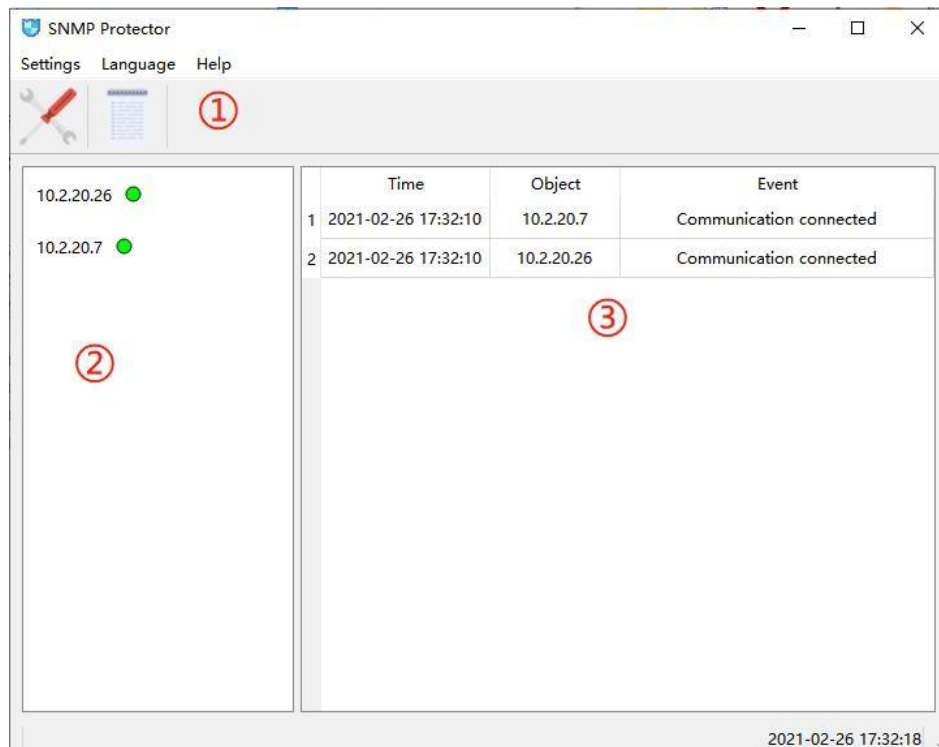 SNMP Protector
Settings Language Help
①
10.2.20.26
10.2.20.7
②
Time Object Event
1 2021-02-26 17:32:10 10.2.20.7 Communication connected
2 2021-02-26 17:32:10 10.2.20.26 Communication connected
③
2021-02-26 17:32:18